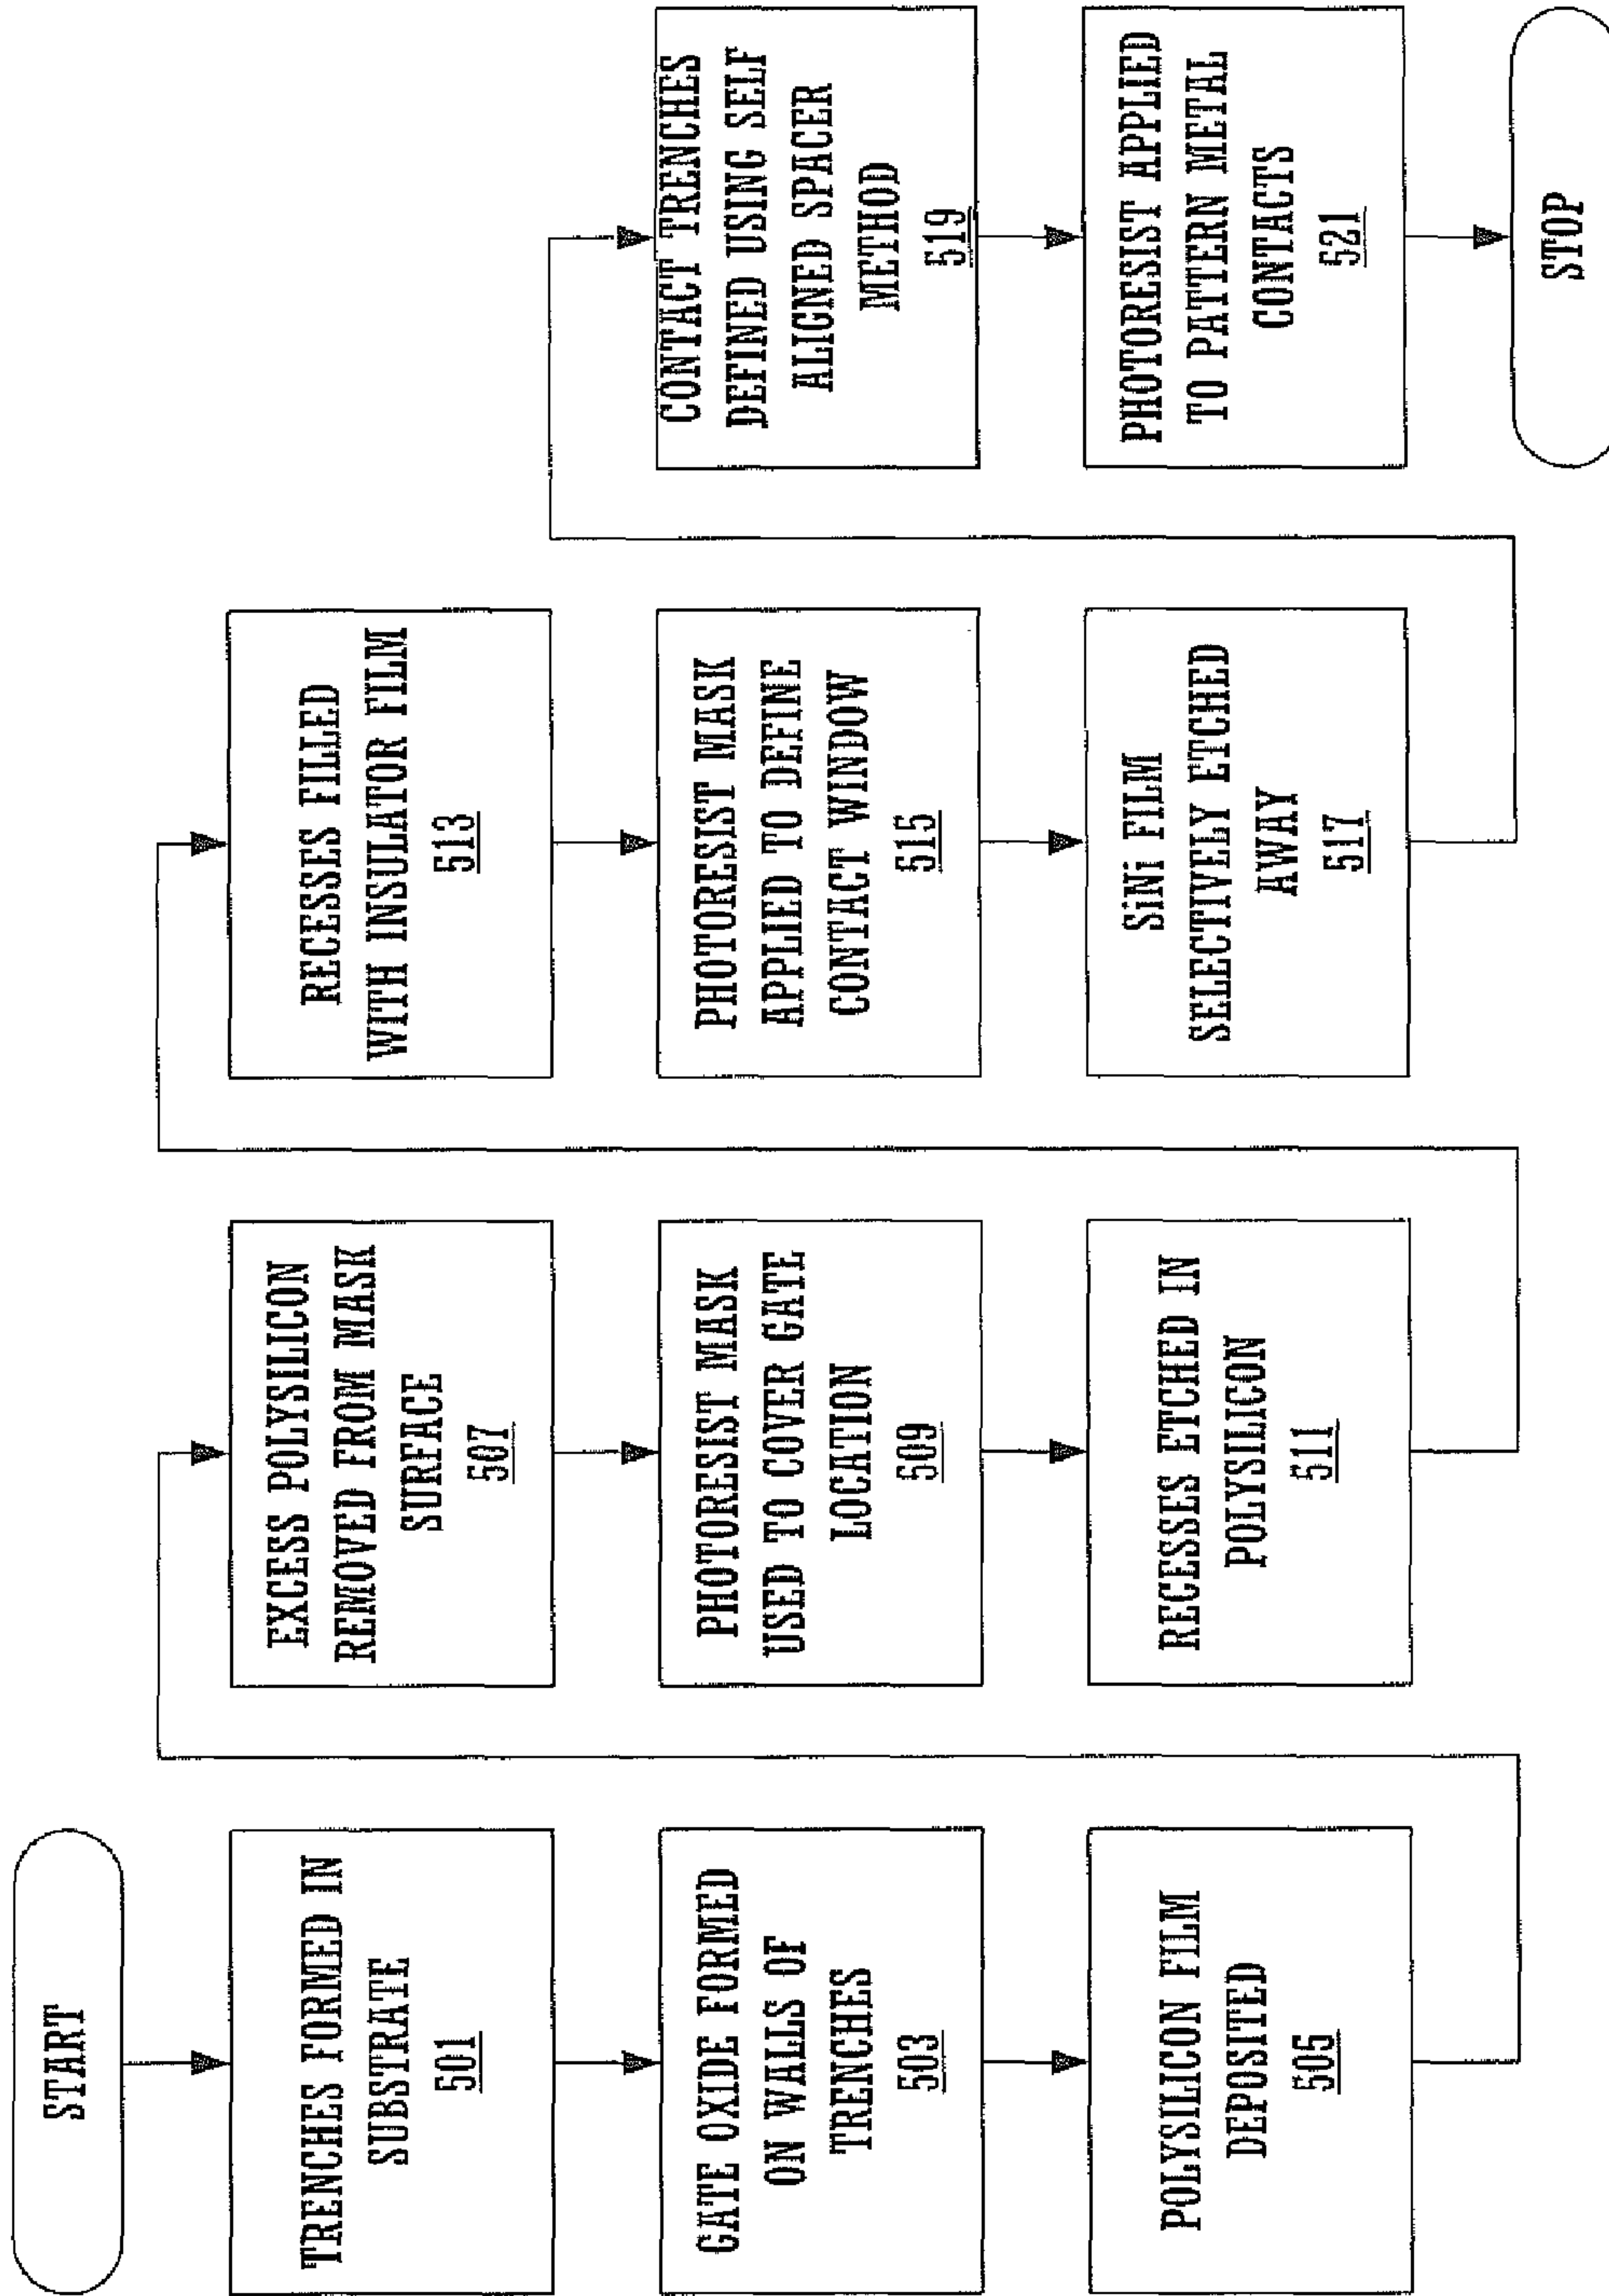 START
TRENCHES FORMED IN
SUBSTRATE
501
GATE OXIDE FORMED
ON WALLS OF
TRENCHES
503
POLYSILICON FILM
DEPOSITED
505
EXCESS POLYSILICON
REMOVED FROM MASK
SURFACE
507
PHOTORESIST MASK
USED TO COVER GATE
LOCATION
509
RECESSES ETCHED IN
POLYSILICON
511
RECESSES FILLED
WITH INSULATOR FILM
513
PHOTORESIST MASK
APPLIED TO DEFINE
CONTACT WINDOW
515
SiNi FILM
SELECTIVELY ETCHED
AWAY
517
CONTACT TRENCHES
DEFINED USING SELF
ALIGNED SPACER
METHOD
519
PHOTORESIST APPLIED
TO PATTERN METAL
CONTACTS
521
STOP